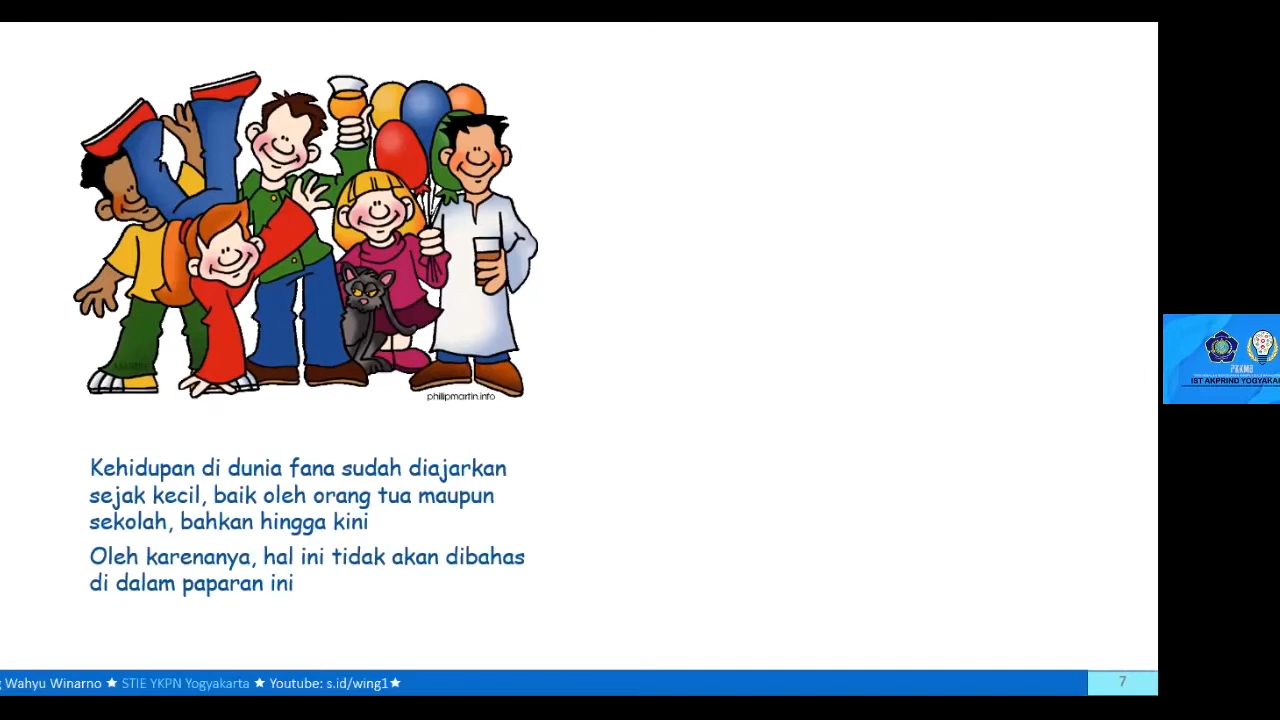 phillipmartin.info
Kehidupan di dunia fana sudah diajarkan
sejak kecil, baik oleh orang tua maupun
sekolah, bahkan hingga kini
Oleh karenanya, hal ini tidak akan dibahas
di dalam paparan ini
Wahyu Winarno ★ STIE YKPN Yogyakarta ★ Youtube: s.id/wing1★
7
PKKMB
IST AKPRIND